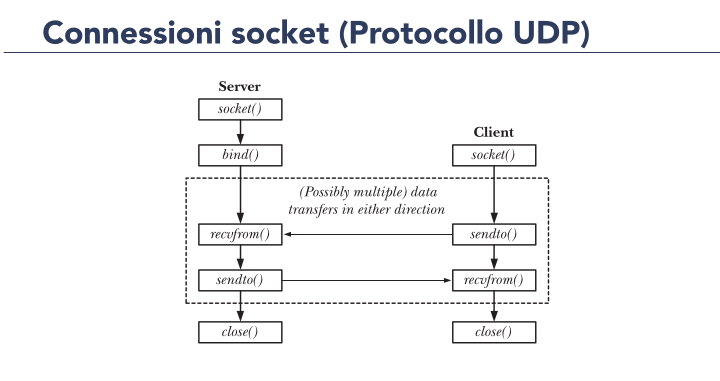 Connessioni socket (Protocollo UDP)
Server
socket()
Client
bind()
socket()
(Possibly multiple) data
transfers in either direction
recvfrom()
sendto()
sendto()
recvfrom()
close()
close()